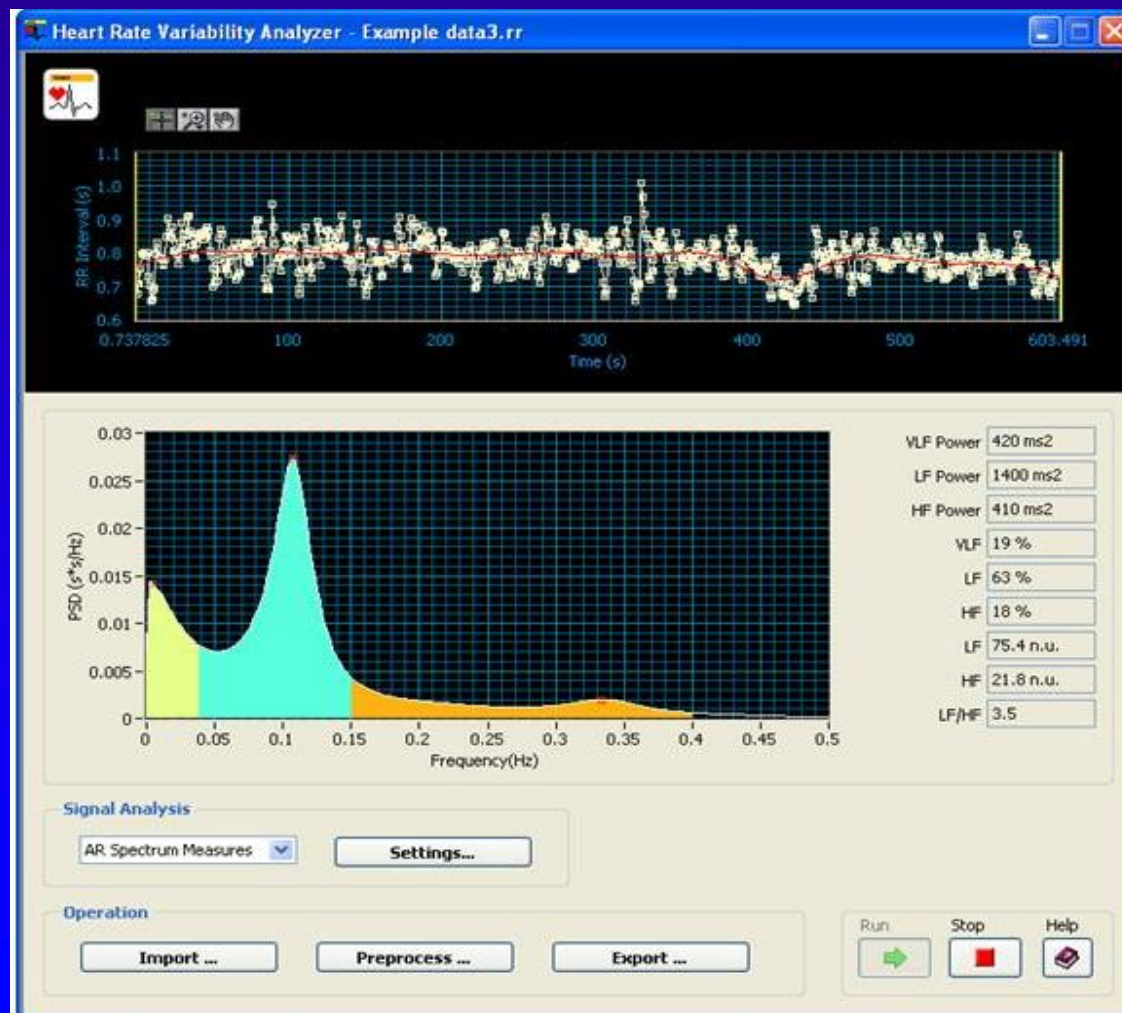 Heart Rate Variability Analyzer - Example data3.rr
1.1
1.0
0.9
0.8
0.7
0.6
RR Interval (s)
0.737825 100 200 300 400 500 603.491
Time (s)
0.03
0.025
0.02
0.015
0.01
0.005
0
PSD (s*s/Hz)
0 0.05 0.1 0.15 0.2 0.25 0.3 0.35 0.4 0.45 0.5
Frequency(Hz)
VLF Power 420 ms2
LF Power 1400 ms2
HF Power 410 ms2
VLF 19 %
LF 63 %
HF 18 %
LF 75.4 n.u.
HF 21.8 n.u.
LF/HF 3.5
Signal Analysis
AR Spectrum Measures Settings...
Operation
Import ... Preprocess ... Export ...
Run Stop Help